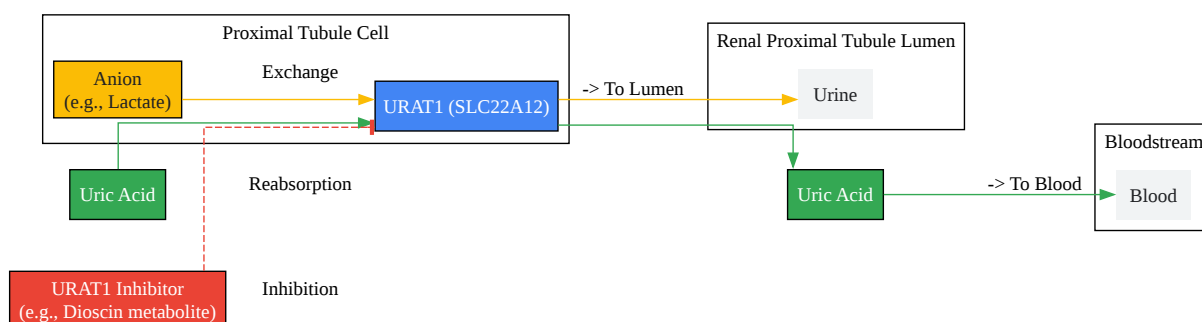 Proximal Tubule Cell
Renal Proximal Tubule Lumen
Anion
(e.g., Lactate)
Exchange
URAT1 (SLC22A12)
-> To Lumen
Urine
Bloodstream
Uric Acid
Reabsorption
Uric Acid
-> To Blood
Blood
URAT1 Inhibitor
(e.g., Dioscin metabolite)
Inhibition